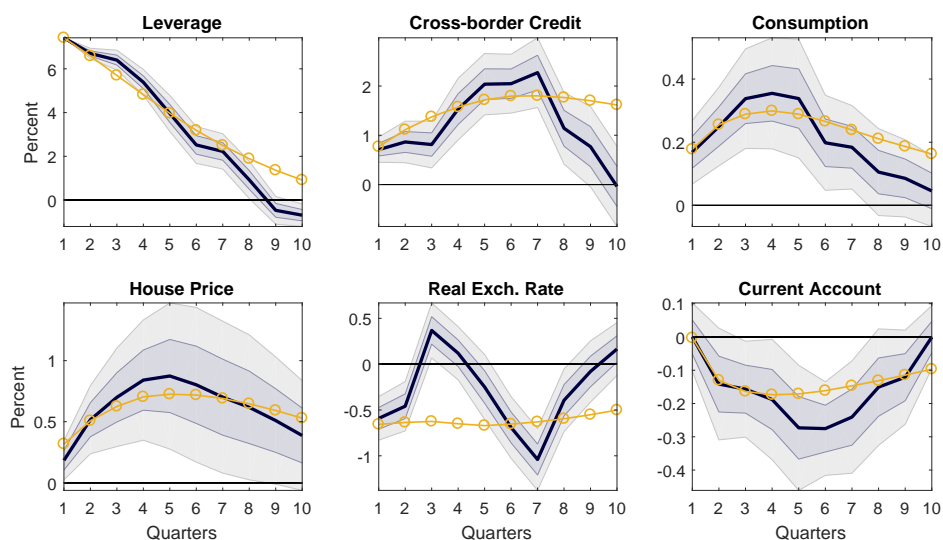 Leverage
Cross-border Credit
Consumption
Percent
6
4
2
0
1 2 3 4 5 6 7 8 9 10
2
1
0
1 2 3 4 5 6 7 8 9 10
0.4
0.2
0
1 2 3 4 5 6 7 8 9 10
House Price
Real Exch. Rate
Current Account
Percent
1
0.5
0
1 2 3 4 5 6 7 8 9 10
Quarters
0.5
0
-0.5
-1
1 2 3 4 5 6 7 8 9 10
Quarters
0.1
0
-0.1
-0.2
-0.3
-0.4
1 2 3 4 5 6 7 8 9 10
Quarters